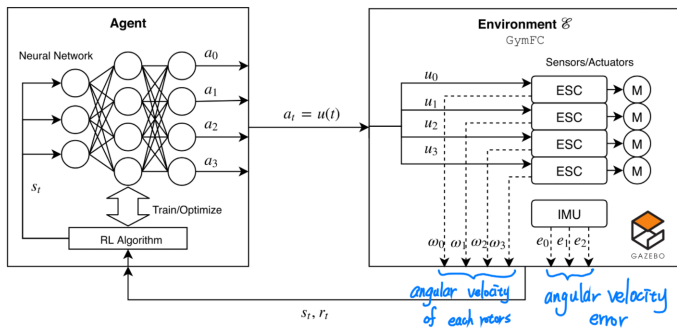 Agent
Neural Network
a₀
a₁
a₂
a₃
sₜ
Train/Optimize
RL Algorithm
aₜ = u(t)
sₜ, rₜ
Environment ℰ
GymFC
Sensors/Actuators
u₀
u₁
u₂
u₃
ESC
M
ESC
M
ESC
M
ESC
M
IMU
ω₀ ω₁ ω₂ ω₃
e₀ e₁ e₂
GAZEBO
angular velocity
of each rotors
angular velocity
error